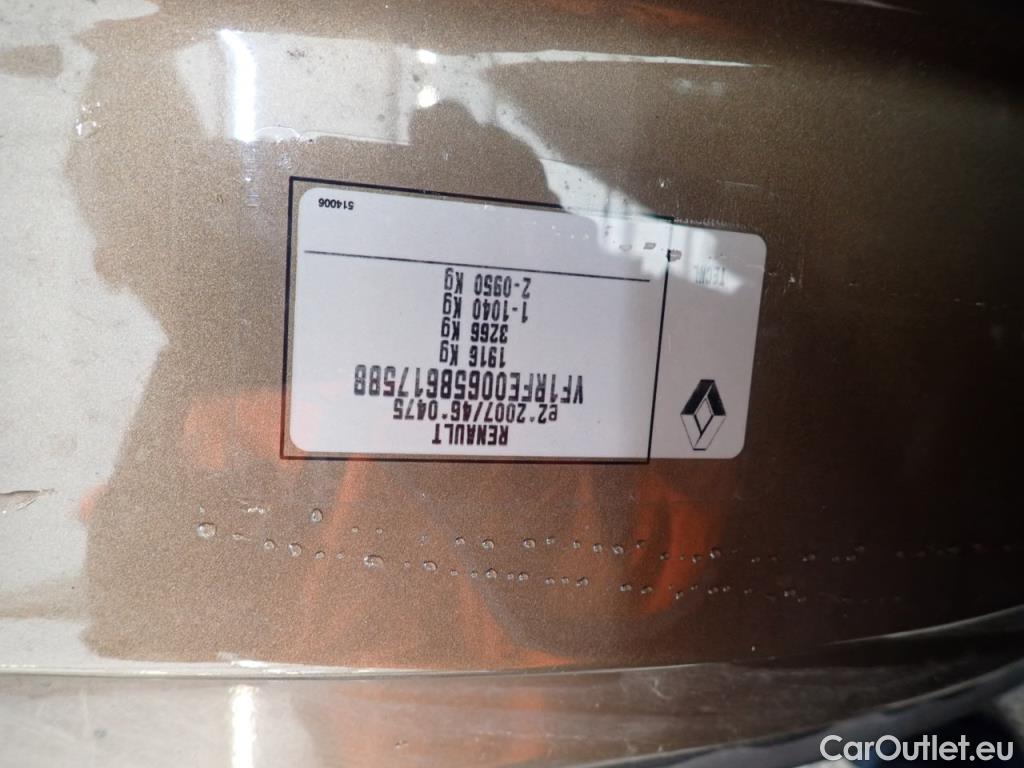 RENAULT
e2*2007/46*0475
VF1RFE00658617588
1916 Kg
3266 Kg
1-1040 Kg
2-0950 Kg
514006
CarOutlet.eu